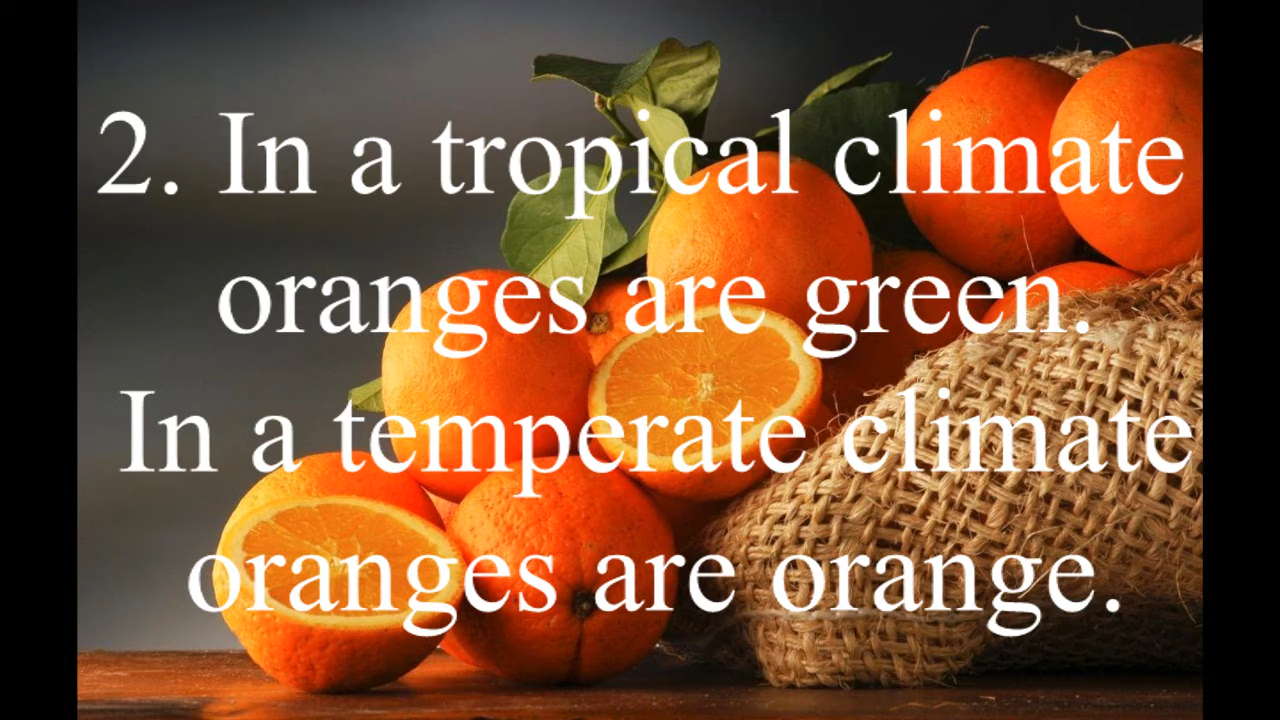 2. In a tropical climate
oranges are green.
In a temperate climate
oranges are orange.